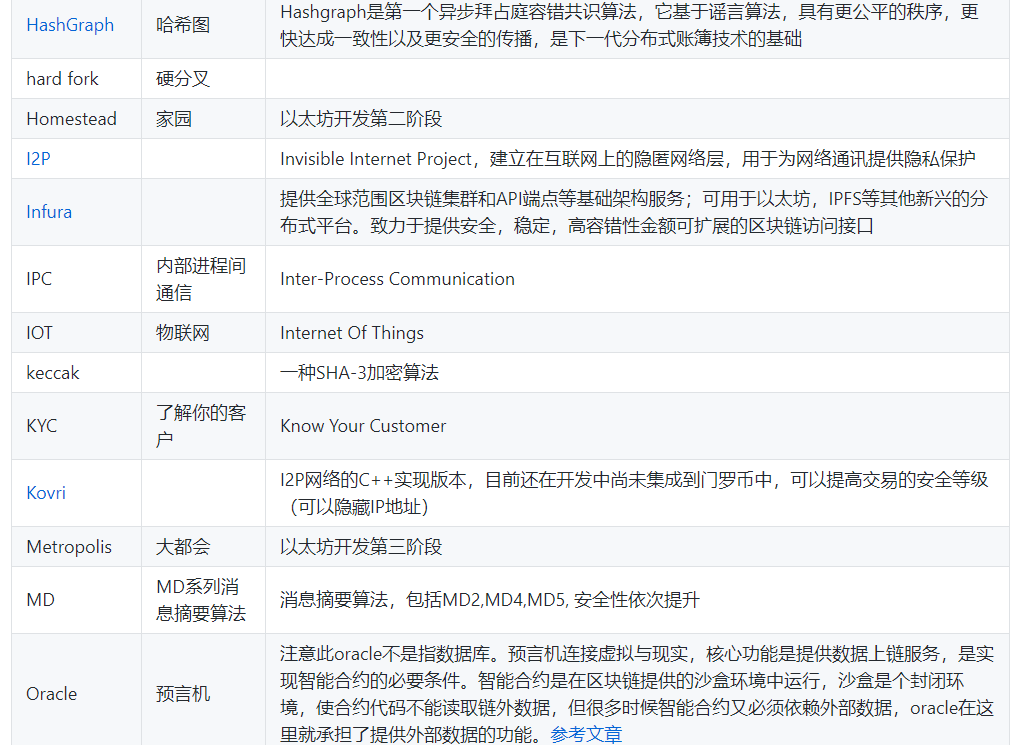 HashGraph 哈希图 Hashgraph是第一个异步拜占庭容错共识算法，它基于谣言算法，具有更公平的秩序，更
快达成一致性以及更安全的传播，是下一代分布式账簿技术的基础
hard fork 硬分叉
Homestead 家园 以太坊开发第二阶段
I2P Invisible Internet Project，建立在互联网上的隐匿网络层，用于为网络通讯提供隐私保护
Infura 提供全球范围区块链集群和API端点等基础架构服务；可用于以太坊，IPFS等其他新兴的分
布式平台。致力于提供安全，稳定，高容错性金额可扩展的区块链访问接口
IPC 内部进程间 Inter-Process Communication
通信
IOT 物联网 Internet Of Things
keccak 一种SHA-3加密算法
KYC 了解你的客 Know Your Customer
户
Kovri I2P网络的C++实现版本，目前还在开发中尚未集成到门罗币中，可以提高交易的安全等级
（可以隐藏IP地址）
Metropolis 大都会 以太坊开发第三阶段
MD MD系列消 消息摘要算法，包括MD2,MD4,MD5, 安全性依次提升
息摘要算法
Oracle 预言机 注意此oracle不是指数据库。预言机连接虚拟与现实，核心功能是提供数据上链服务，是实
现智能合约的必要条件。智能合约是在区块链提供的沙盒环境中运行，沙盒是个封闭环
境，使合约代码不能读取链外数据，但很多时候智能合约又必须依赖外部数据，oracle在这
里就承担了提供外部数据的功能。参考文章